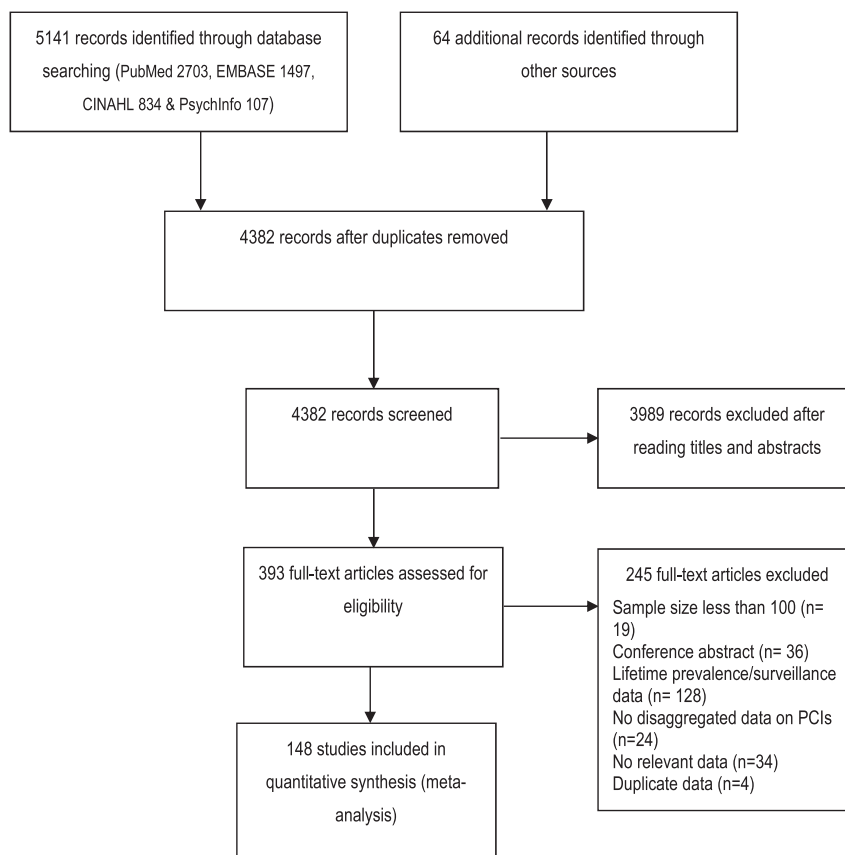 5141 records identified through database
searching (PubMed 2703, EMBASE 1497,
CINAHL 834 & PsychInfo 107)
64 additional records identified through
other sources
4382 records after duplicates removed
4382 records screened
3989 records excluded after
reading titles and abstracts
393 full-text articles assessed for
eligibility
245 full-text articles excluded
Sample size less than 100 (n=
19)
Conference abstract (n= 36)
Lifetime prevalence/surveillance
data (n= 128)
No disaggregated data on PCIs
(n=24)
No relevant data (n=34)
Duplicate data (n=4)
148 studies included in
quantitative synthesis (meta-
analysis)